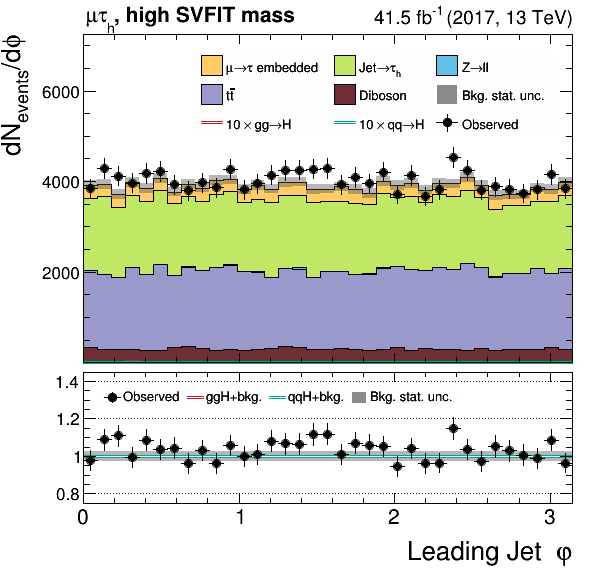 μτₕ, high SVFIT mass 41.5 fb⁻¹ (2017, 13 TeV)
dN_events/dϕ
μ→τ embedded Jet→τₕ Z→ll
tt̄ Diboson Bkg. stat. unc.
10 × gg→H 10 × qq→H Observed
6000
4000
2000
1.4
Observed ggH+bkg. qqH+bkg. Bkg. stat. unc.
1.2
1
0.8
0 1 2 3
Leading Jet φ